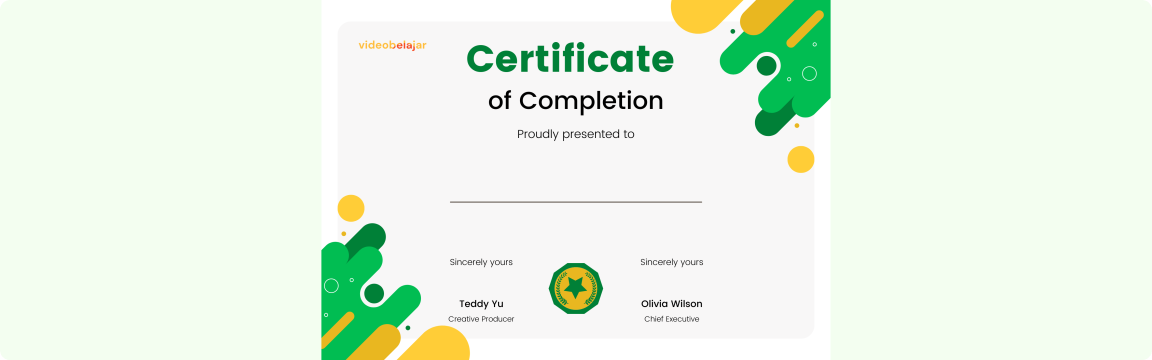 videobelajar
Certificate
of Completion
Proudly presented to
Sincerely yours
Sincerely yours
Teddy Yu
Olivia Wilson
Creative Producer
Chief Executive